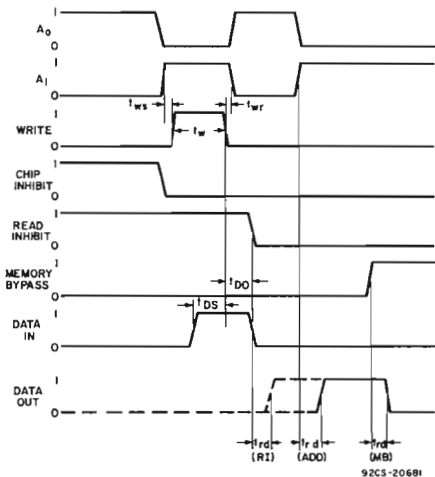 1
A₀
0
1
A₁
0
tws
twr
1
WRITE
tw
0
CHIP INHIBIT
1
0
READ INHIBIT
1
0
MEMORY BYPASS
1
0
tDO
tDS
DATA IN
1
0
DATA OUT
1
0
trd (RI)
trd (ADD)
trd (MB)
92CS-20681